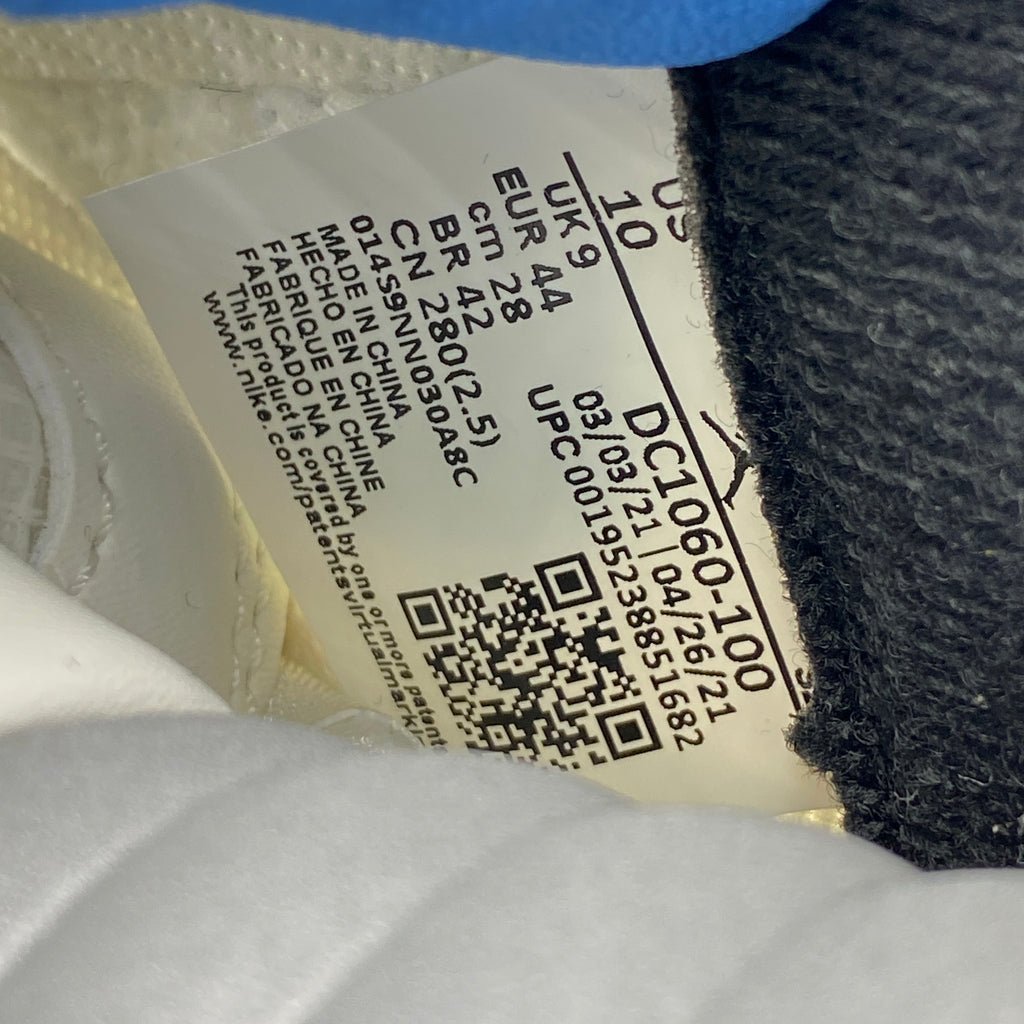 US
10
UK 9
EUR 44
cm 28
BR 42
CN 280(2.5)
014S9NN030A8C
MADE IN CHINA
HECHO EN CHINA
FABRIQUE EN CHINE
FABRICADO NA CHINA
This product is covered by one or more patent
www.nike.com/patentsvirtualmarki
DC1060-100
03/03/21 | 04/26/21
UPC 00195238851682